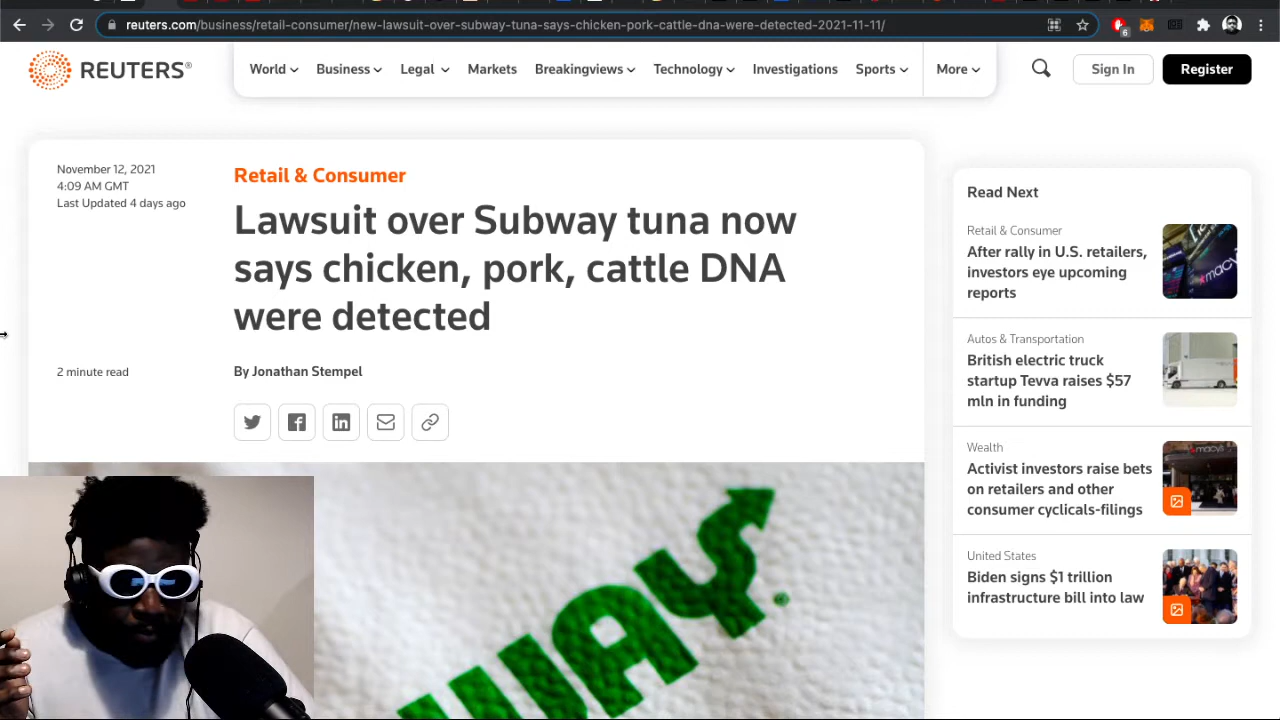 reuters.com/business/retail-consumer/new-lawsuit-over-subway-tuna-says-chicken-pork-cattle-dna-were-detected-2021-11-11/
6
REUTERS®
World Business Legal Markets Breakingviews Technology Investigations Sports More
Sign In
Register
November 12, 2021
4:09 AM GMT
Last Updated 4 days ago
Retail & Consumer
Lawsuit over Subway tuna now
says chicken, pork, cattle DNA
were detected
2 minute read
By Jonathan Stempel
WAY
Read Next
Retail & Consumer
After rally in U.S. retailers,
investors eye upcoming
reports
Autos & Transportation
British electric truck
startup Tevva raises $57
mln in funding
Wealth
Activist investors raise bets
on retailers and other
consumer cyclicals-filings
United States
Biden signs $1 trillion
infrastructure bill into law